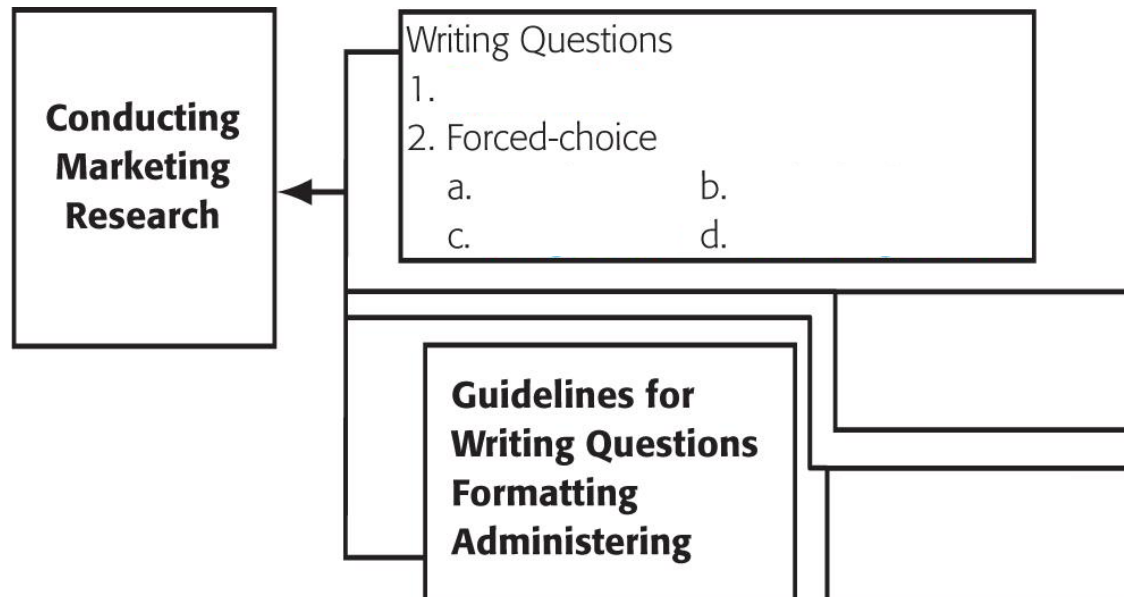 Conducting
Marketing
Research
Writing Questions
1.
2. Forced-choice
a. b.
c. d.
Guidelines for
Writing Questions
Formatting
Administering